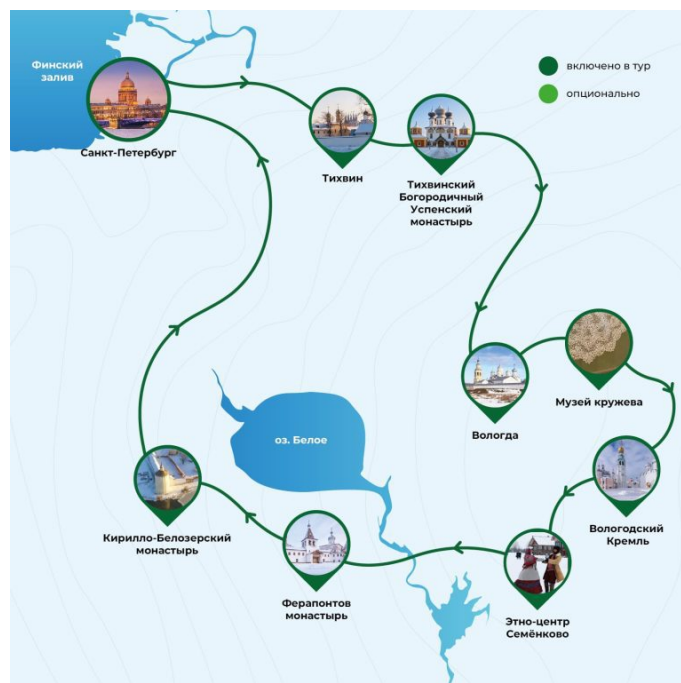 Финский
залив
включено в тур
опционально
Санкт-Петербург
Тихвин
Тихвинский
Богородичный
Успенский
монастырь
Музей кружева
Вологда
оз. Белое
Вологодский
Кремль
Кирилло-Белозерский
монастырь
Ферапонтов
монастырь
Этно-центр
Семёнково